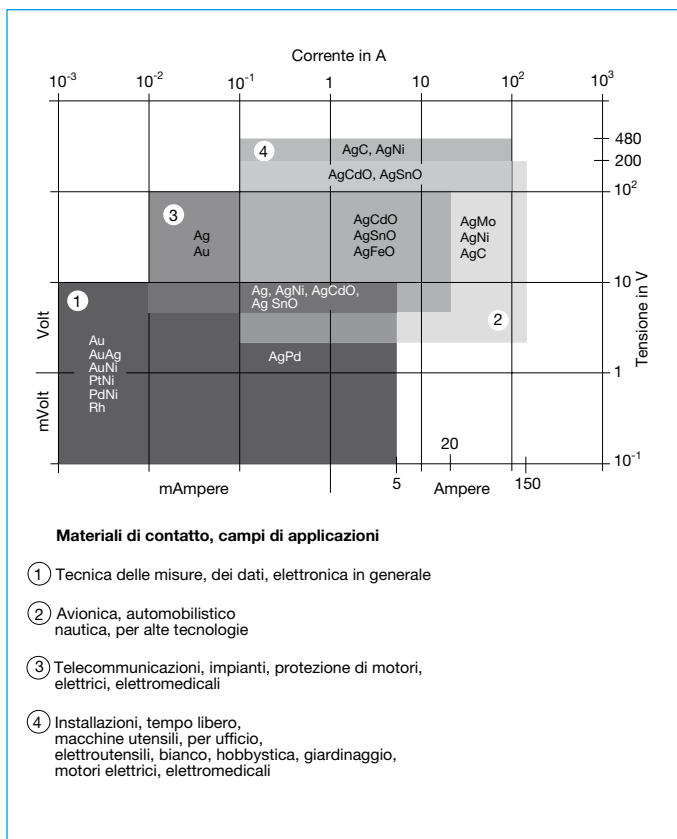 Corrente in A
10-3
10-2
10-1
1
10
102
103
4
AgC, AgNi
480
200
AgCdO, AgSnO
102
3
Ag
Au
AgCdO
AgSnO
AgFeO
AgMo
AgNi
AgC
10
1
Ag, AgNi, AgCdO,
Ag SnO
2
Volt
Tensione in V
Au
AuAg
AuNi
PtNi
PdNi
Rh
AgPd
1
mVolt
20
10-1
mAmpere
5
Ampere
150
Materiali di contatto, campi di applicazioni
1 Tecnica delle misure, dei dati, elettronica in generale
2 Avionica, automobilistico
nautica, per alte tecnologie
3 Telecommunicazioni, impianti, protezione di motori,
elettrici, elettromedicali
4 Installazioni, tempo libero,
macchine utensili, per ufficio,
elettroutensili, bianco, hobbystica, giardinaggio,
motori elettrici, elettromedicali